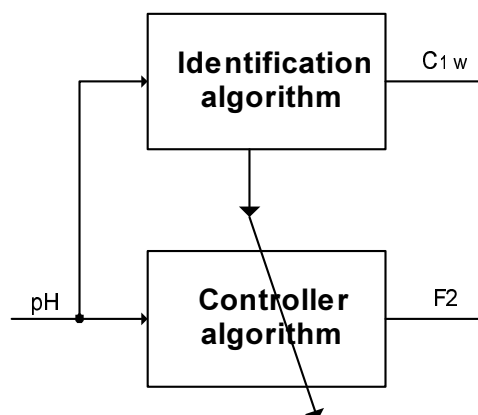 Identification
algorithm
C1 w
pH
Controller
algorithm
F2